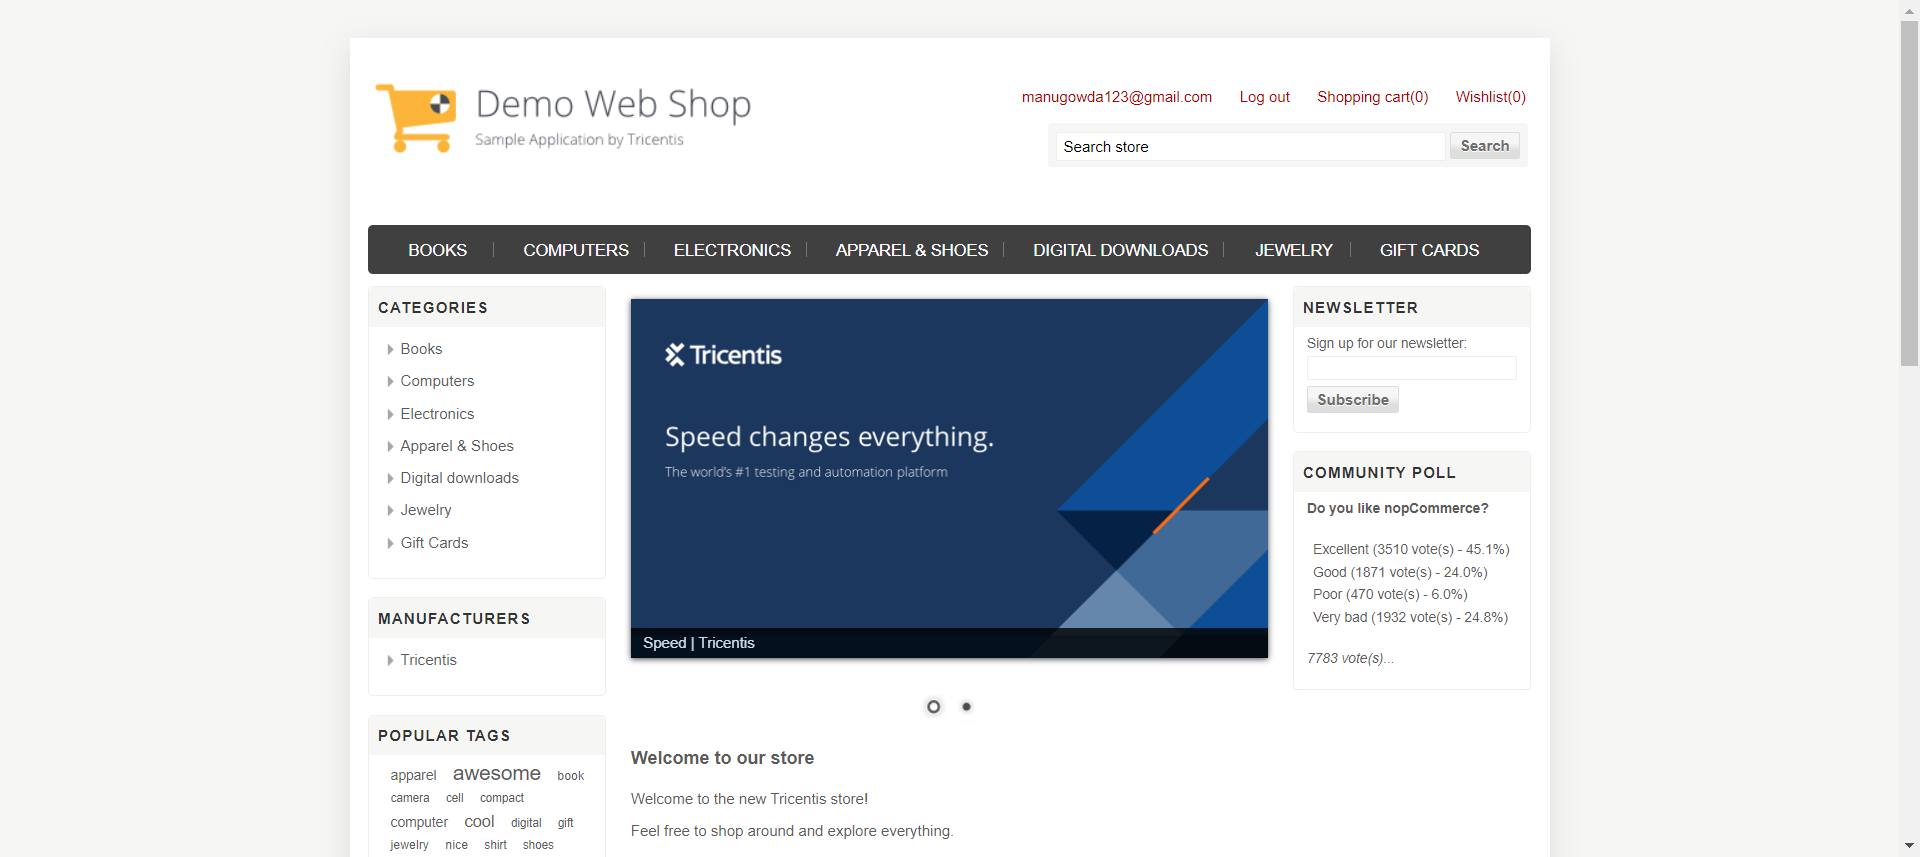 Demo Web Shop
Sample Application by Tricentis
manugowda123@gmail.com Log out Shopping cart(0) Wishlist(0)
Search store Search
BOOKS COMPUTERS ELECTRONICS APPAREL & SHOES DIGITAL DOWNLOADS JEWELRY GIFT CARDS
CATEGORIES
Books
Computers
Electronics
Apparel & Shoes
Digital downloads
Jewelry
Gift Cards
MANUFACTURERS
Tricentis
POPULAR TAGS
apparel awesome book
camera cell compact
computer cool digital gift
jewelry nice shirt shoes
Tricentis
Speed changes everything.
The world's #1 testing and automation platform
Speed | Tricentis
Welcome to our store
Welcome to the new Tricentis store!
Feel free to shop around and explore everything.
NEWSLETTER
Sign up for our newsletter:
Subscribe
COMMUNITY POLL
Do you like nopCommerce?
Excellent (3510 vote(s) - 45.1%)
Good (1871 vote(s) - 24.0%)
Poor (470 vote(s) - 6.0%)
Very bad (1932 vote(s) - 24.8%)
7783 vote(s)...